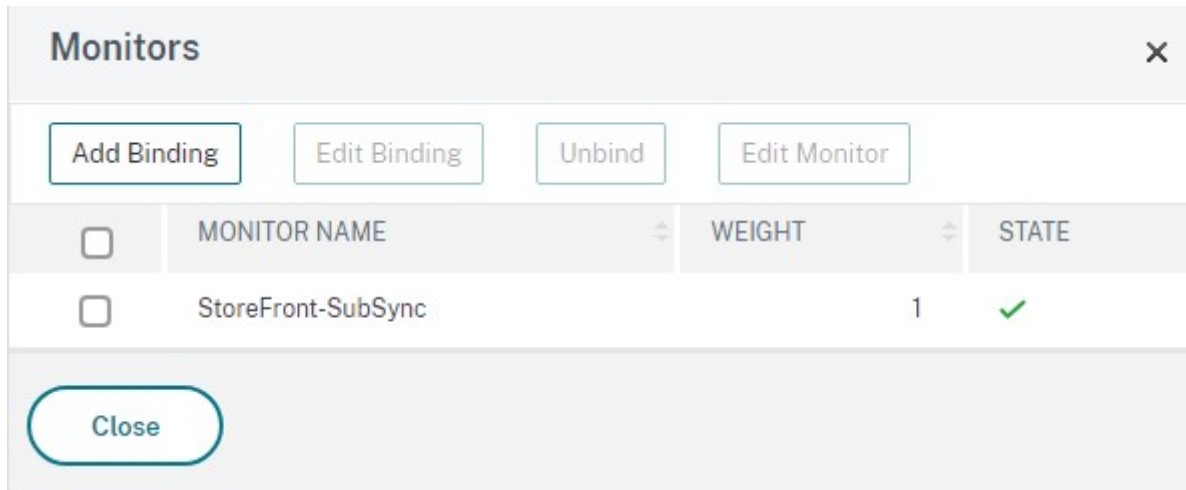 Monitors
Add Binding Edit Binding Unbind Edit Monitor
MONITOR NAME WEIGHT STATE
StoreFront-SubSync 1
Close